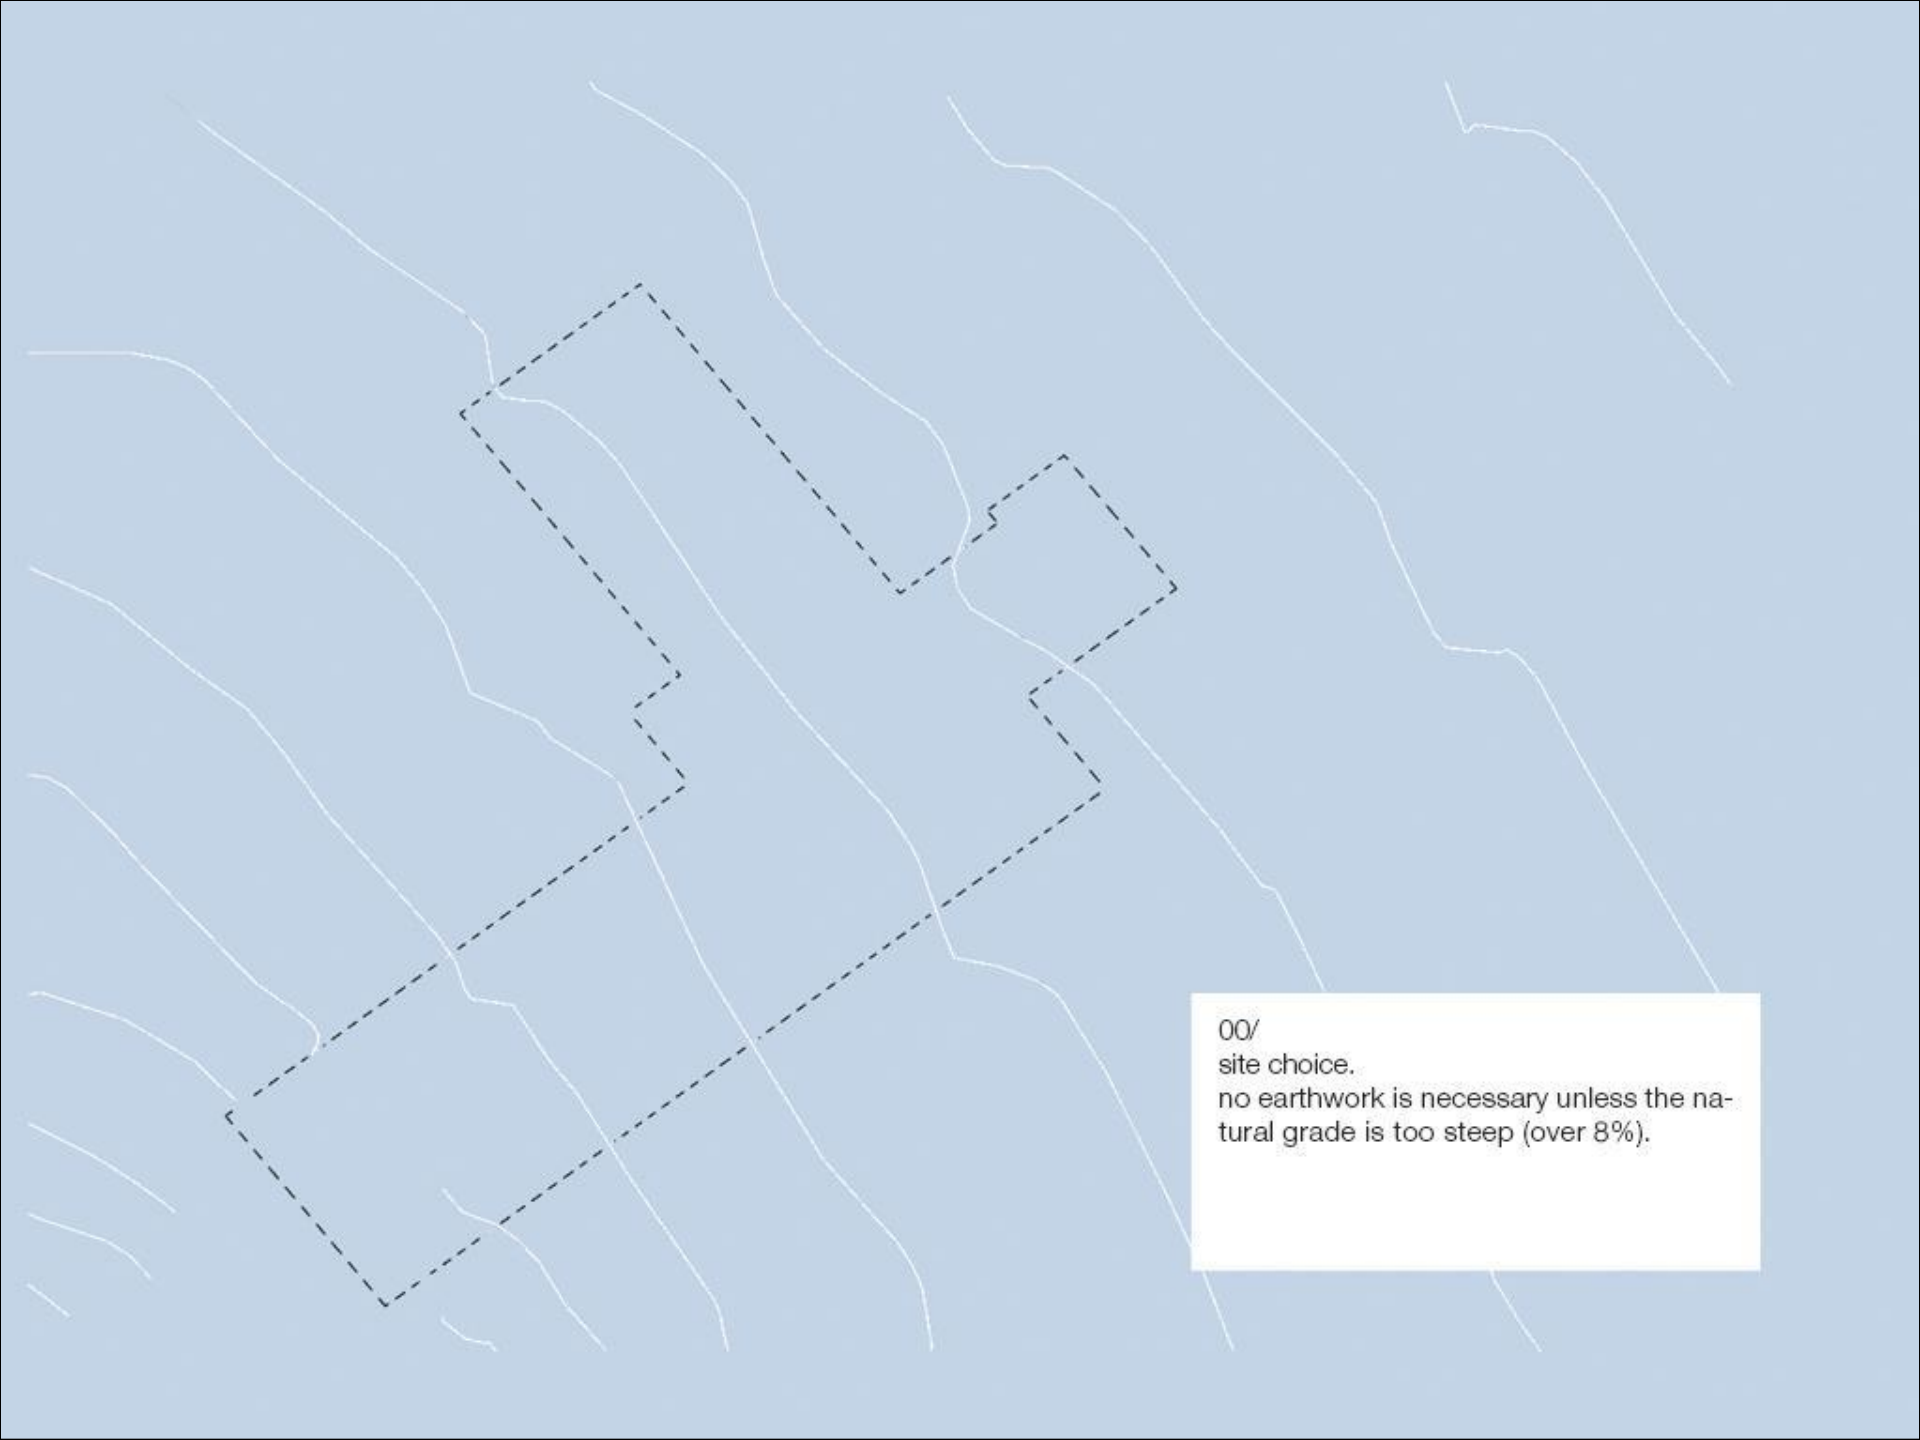 00/
site choice.
no earthwork is necessary unless the na-
tural grade is too steep (over 8%).